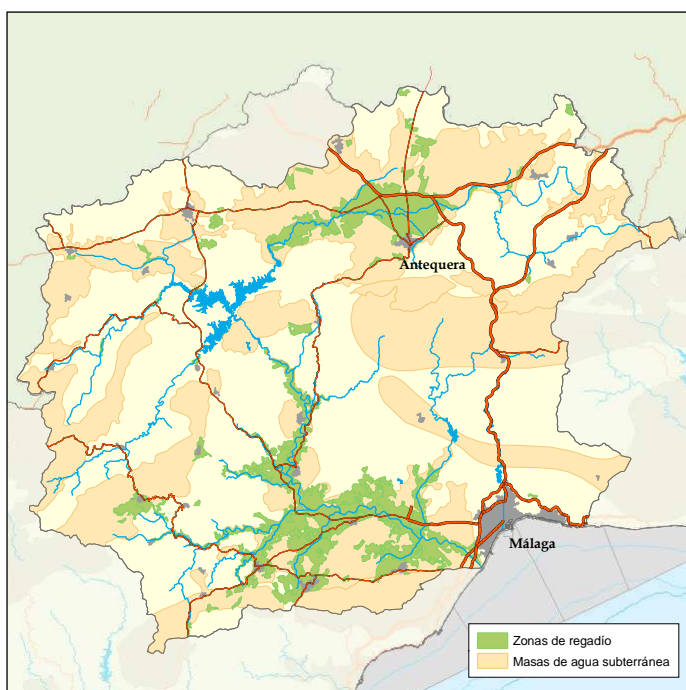 Antequera
Málaga
Zonas de regadío
Masas de agua subterránea